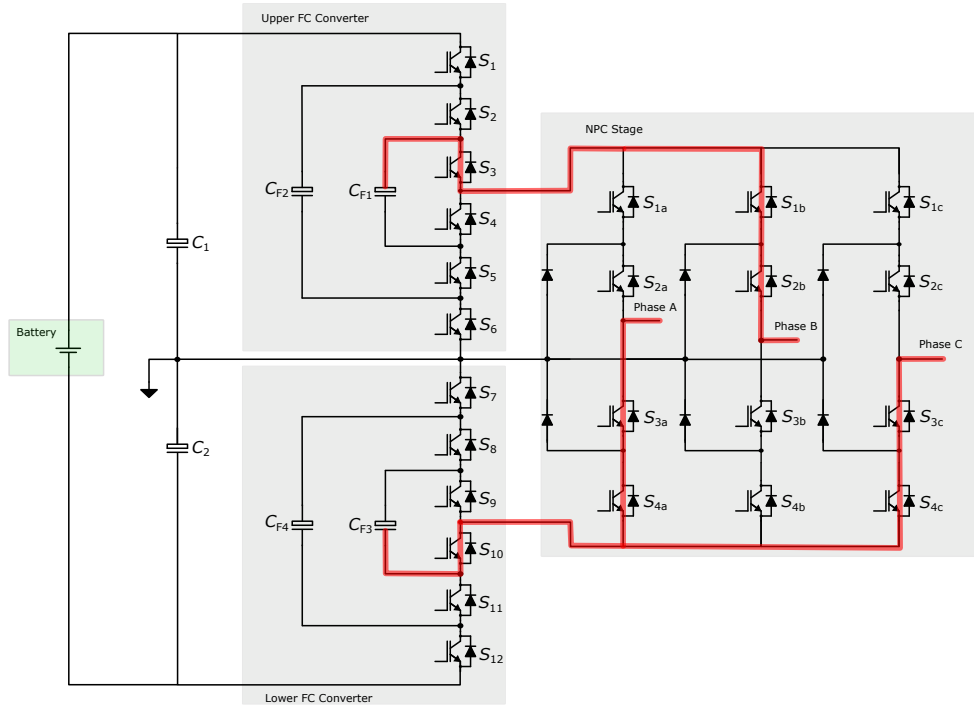 Upper FC Converter
S1
S2
S3
CF2
CF1
S4
S5
S6
C1
Battery
C2
S7
S8
S9
CF4
CF3
S10
S11
S12
Lower FC Converter
NPC Stage
S1a
S1b
S1c
S2a
S2b
S2c
Phase A
Phase B
Phase C
S3a
S3b
S3c
S4a
S4b
S4c